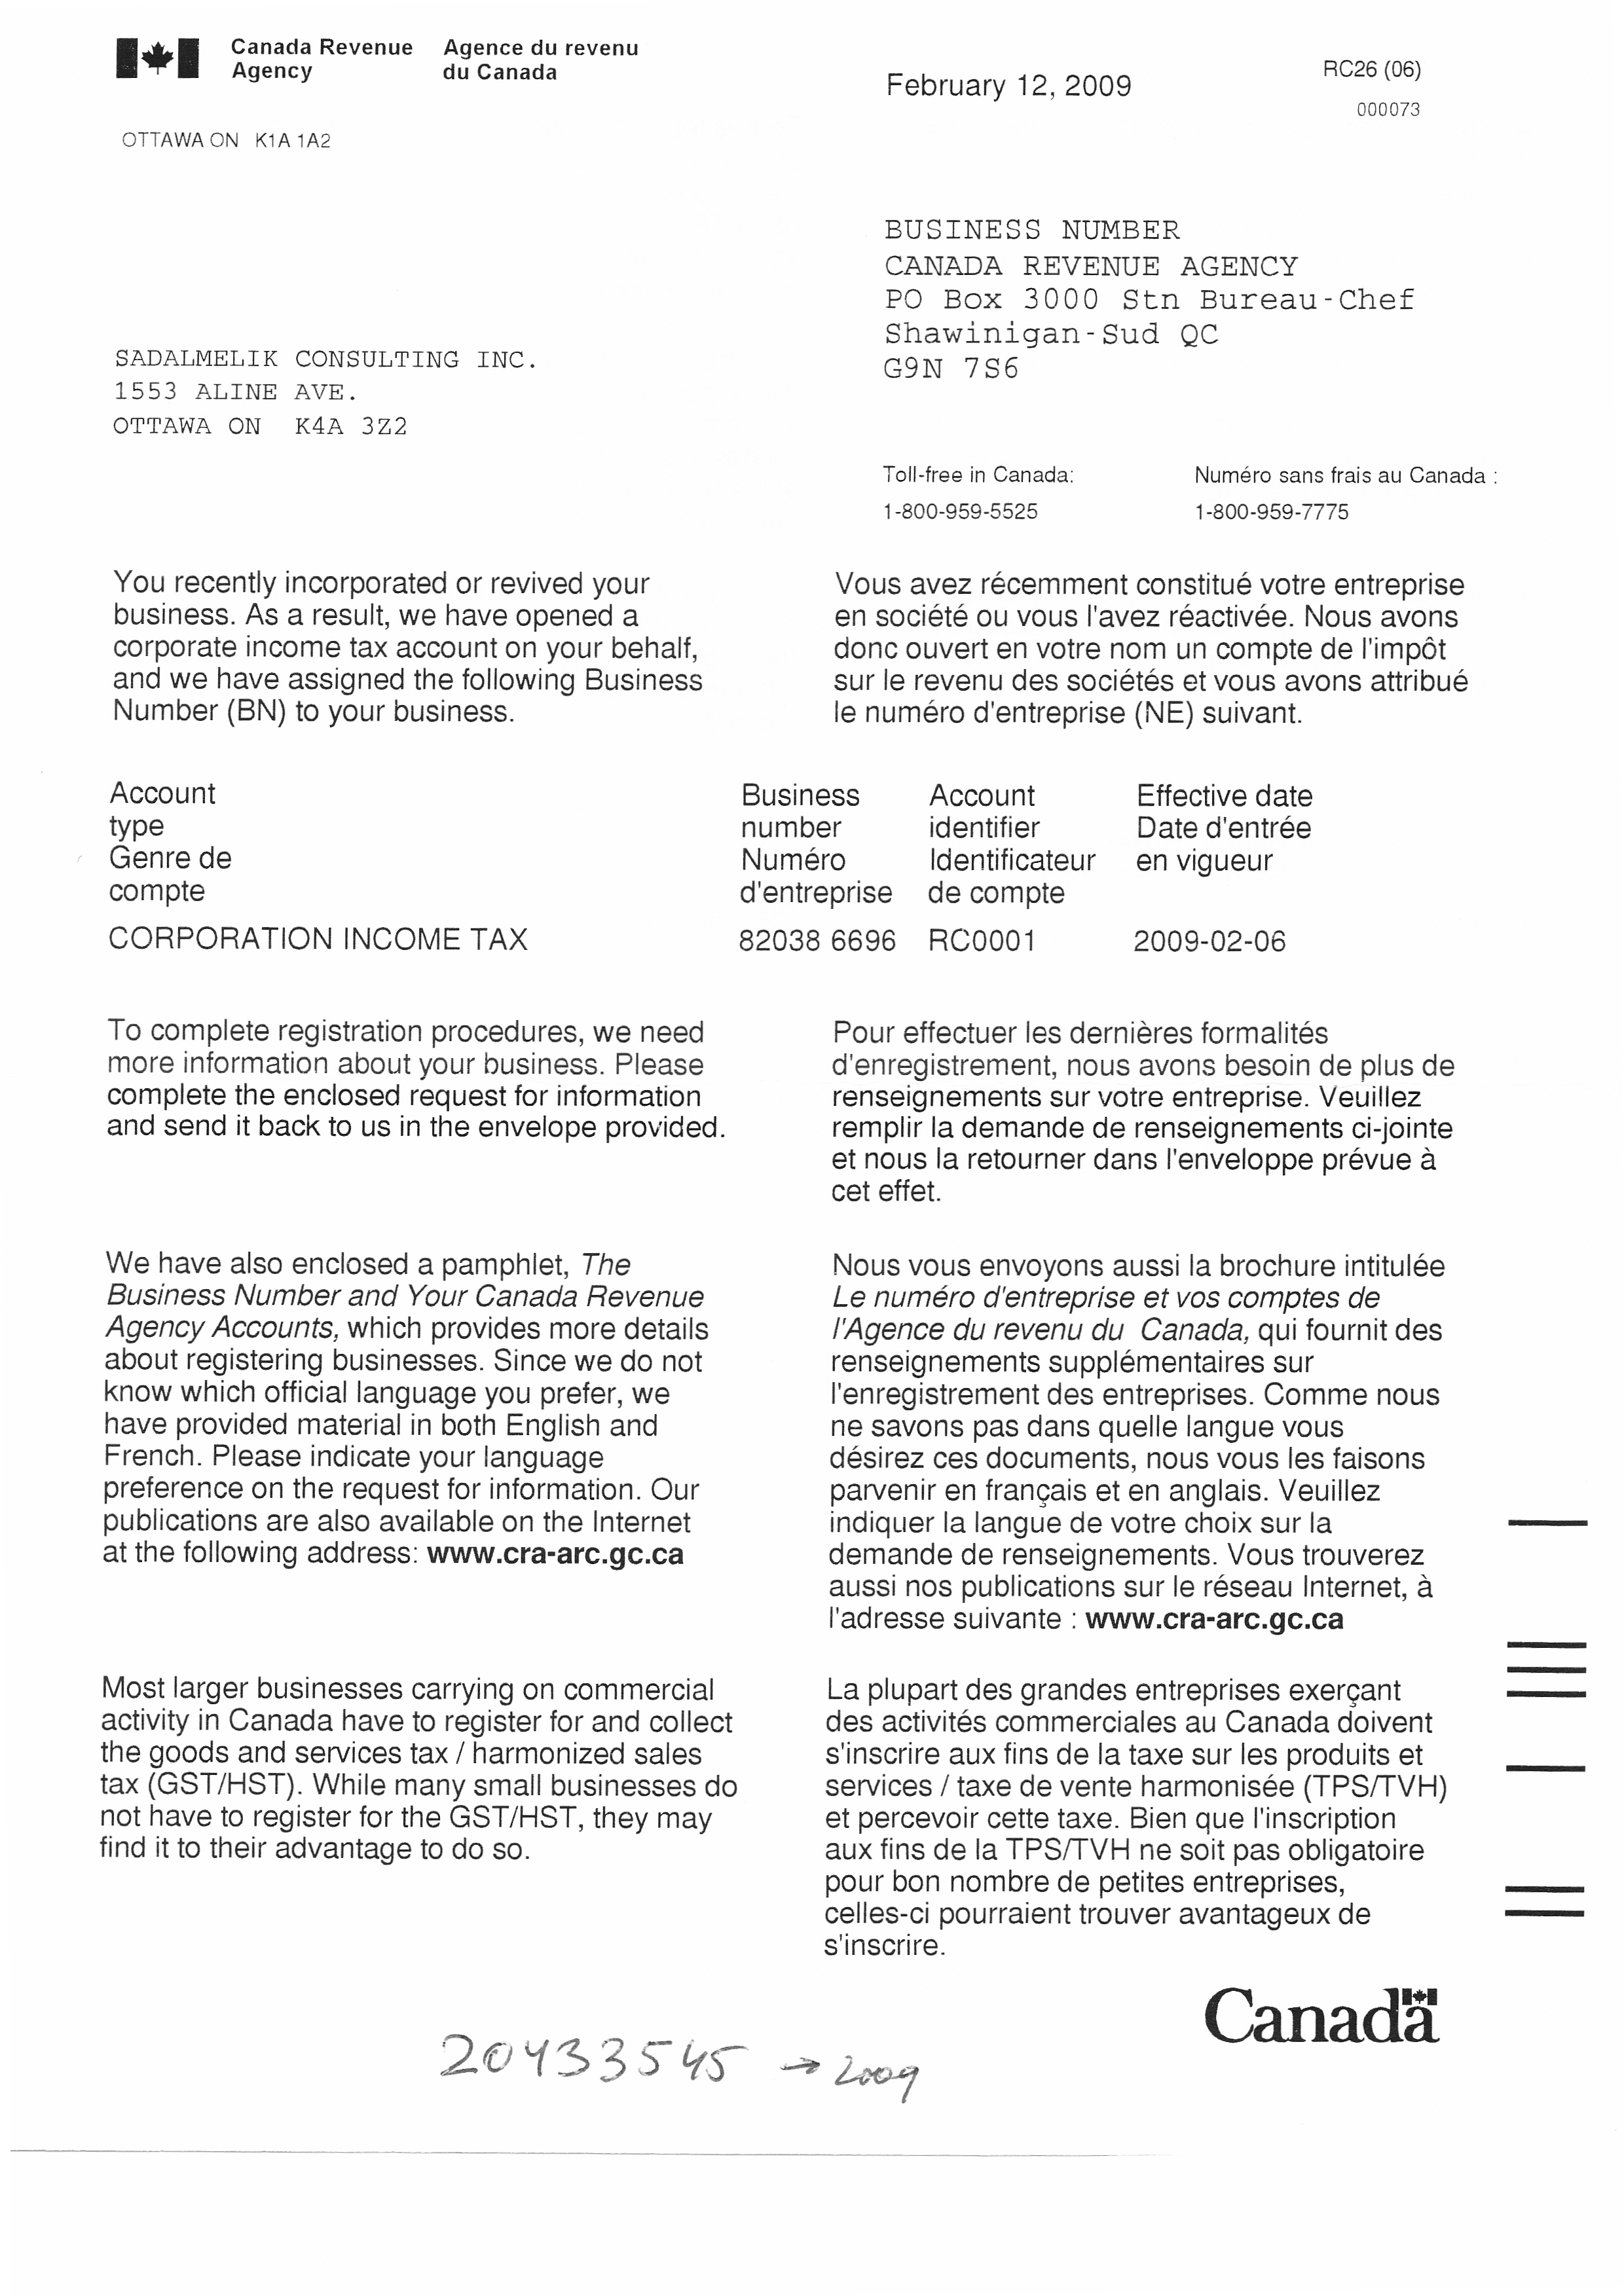 Canada Revenue Agency
Agence du revenu du Canada
February 12, 2009
RC26 (06)
000073
OTTAWA ON K1A 1A2
BUSINESS NUMBER
CANADA REVENUE AGENCY
PO Box 3000 Stn Bureau-Chef
Shawinigan-Sud QC
G9N 7S6
SADALMELIK CONSULTING INC.
1553 ALINE AVE.
OTTAWA ON K4A 3Z2
Toll-free in Canada:
1-800-959-5525
Numéro sans frais au Canada :
1-800-959-7775
You recently incorporated or revived your
business. As a result, we have opened a
corporate income tax account on your behalf,
and we have assigned the following Business
Number (BN) to your business.
Vous avez récemment constitué votre entreprise
en société ou vous l'avez réactivée. Nous avons
donc ouvert en votre nom un compte de l'impôt
sur le revenu des sociétés et vous avons attribué
le numéro d'entreprise (NE) suivant.
Account
type
Genre de
compte
Business
number
Numéro
d'entreprise
Account
identifier
Identificateur
de compte
Effective date
Date d'entrée
en vigueur
CORPORATION INCOME TAX 82038 6696 RC0001 2009-02-06
To complete registration procedures, we need
more information about your business. Please
complete the enclosed request for information
and send it back to us in the envelope provided.
Pour effectuer les dernières formalités
d'enregistrement, nous avons besoin de plus de
renseignements sur votre entreprise. Veuillez
remplir la demande de renseignements ci-jointe
et nous la retourner dans l'enveloppe prévue à
cet effet.
We have also enclosed a pamphlet, The
Business Number and Your Canada Revenue
Agency Accounts, which provides more details
about registering businesses. Since we do not
know which official language you prefer, we
have provided material in both English and
French. Please indicate your language
preference on the request for information. Our
publications are also available on the Internet
at the following address: www.cra-arc.gc.ca
Nous vous envoyons aussi la brochure intitulée
Le numéro d'entreprise et vos comptes de
l'Agence du revenu du Canada, qui fournit des
renseignements supplémentaires sur
l'enregistrement des entreprises. Comme nous
ne savons pas dans quelle langue vous
désirez ces documents, nous vous les faisons
parvenir en français et en anglais. Veuillez
indiquer la langue de votre choix sur la
demande de renseignements. Vous trouverez
aussi nos publications sur le réseau Internet, à
l'adresse suivante : www.cra-arc.gc.ca
Most larger businesses carrying on commercial
activity in Canada have to register for and collect
the goods and services tax / harmonized sales
tax (GST/HST). While many small businesses do
not have to register for the GST/HST, they may
find it to their advantage to do so.
La plupart des grandes entreprises exerçant
des activités commerciales au Canada doivent
s'inscrire aux fins de la taxe sur les produits et
services / taxe de vente harmonisée (TPS/TVH)
et percevoir cette taxe. Bien que l'inscription
aux fins de la TPS/TVH ne soit pas obligatoire
pour bon nombre de petites entreprises,
celles-ci pourraient trouver avantageux de
s'inscrire.
Canada
20433545 → 2009